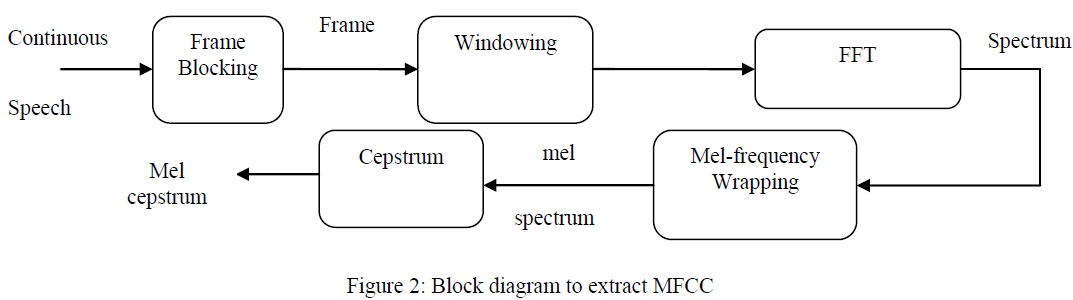 Continuous
Speech
Frame
Blocking
Frame
Windowing
FFT
Spectrum
Mel-frequency
Wrapping
mel
spectrum
Cepstrum
Mel
cepstrum
Figure 2: Block diagram to extract MFCC